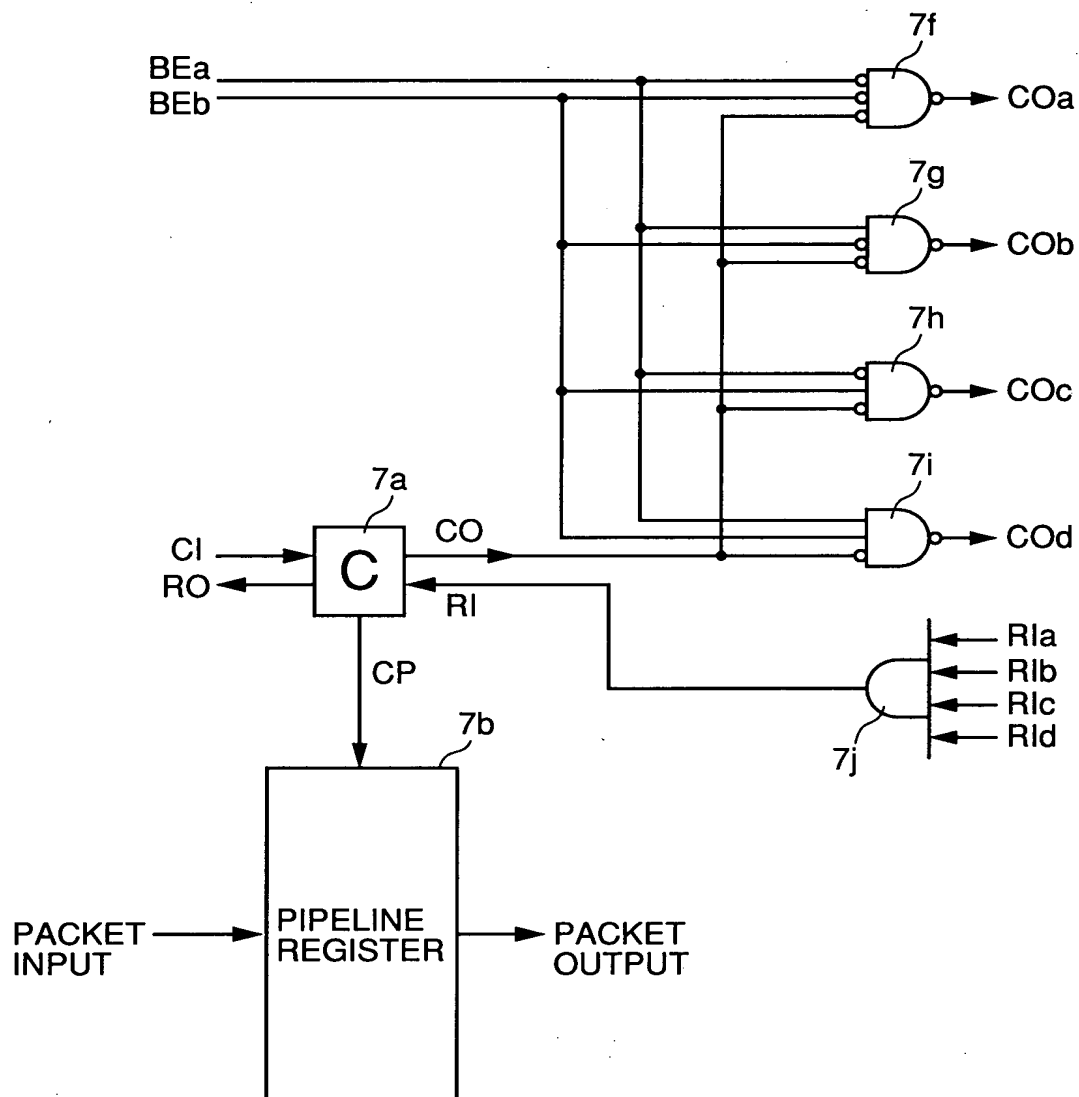 7f
BEa
BEb
COa
7g
COb
7h
COc
7i
COd
7a
CI
RO
C
CO
RI
CP
RIa
RIb
RIc
RId
7j
7b
PACKET
INPUT
PIPELINE
REGISTER
PACKET
OUTPUT